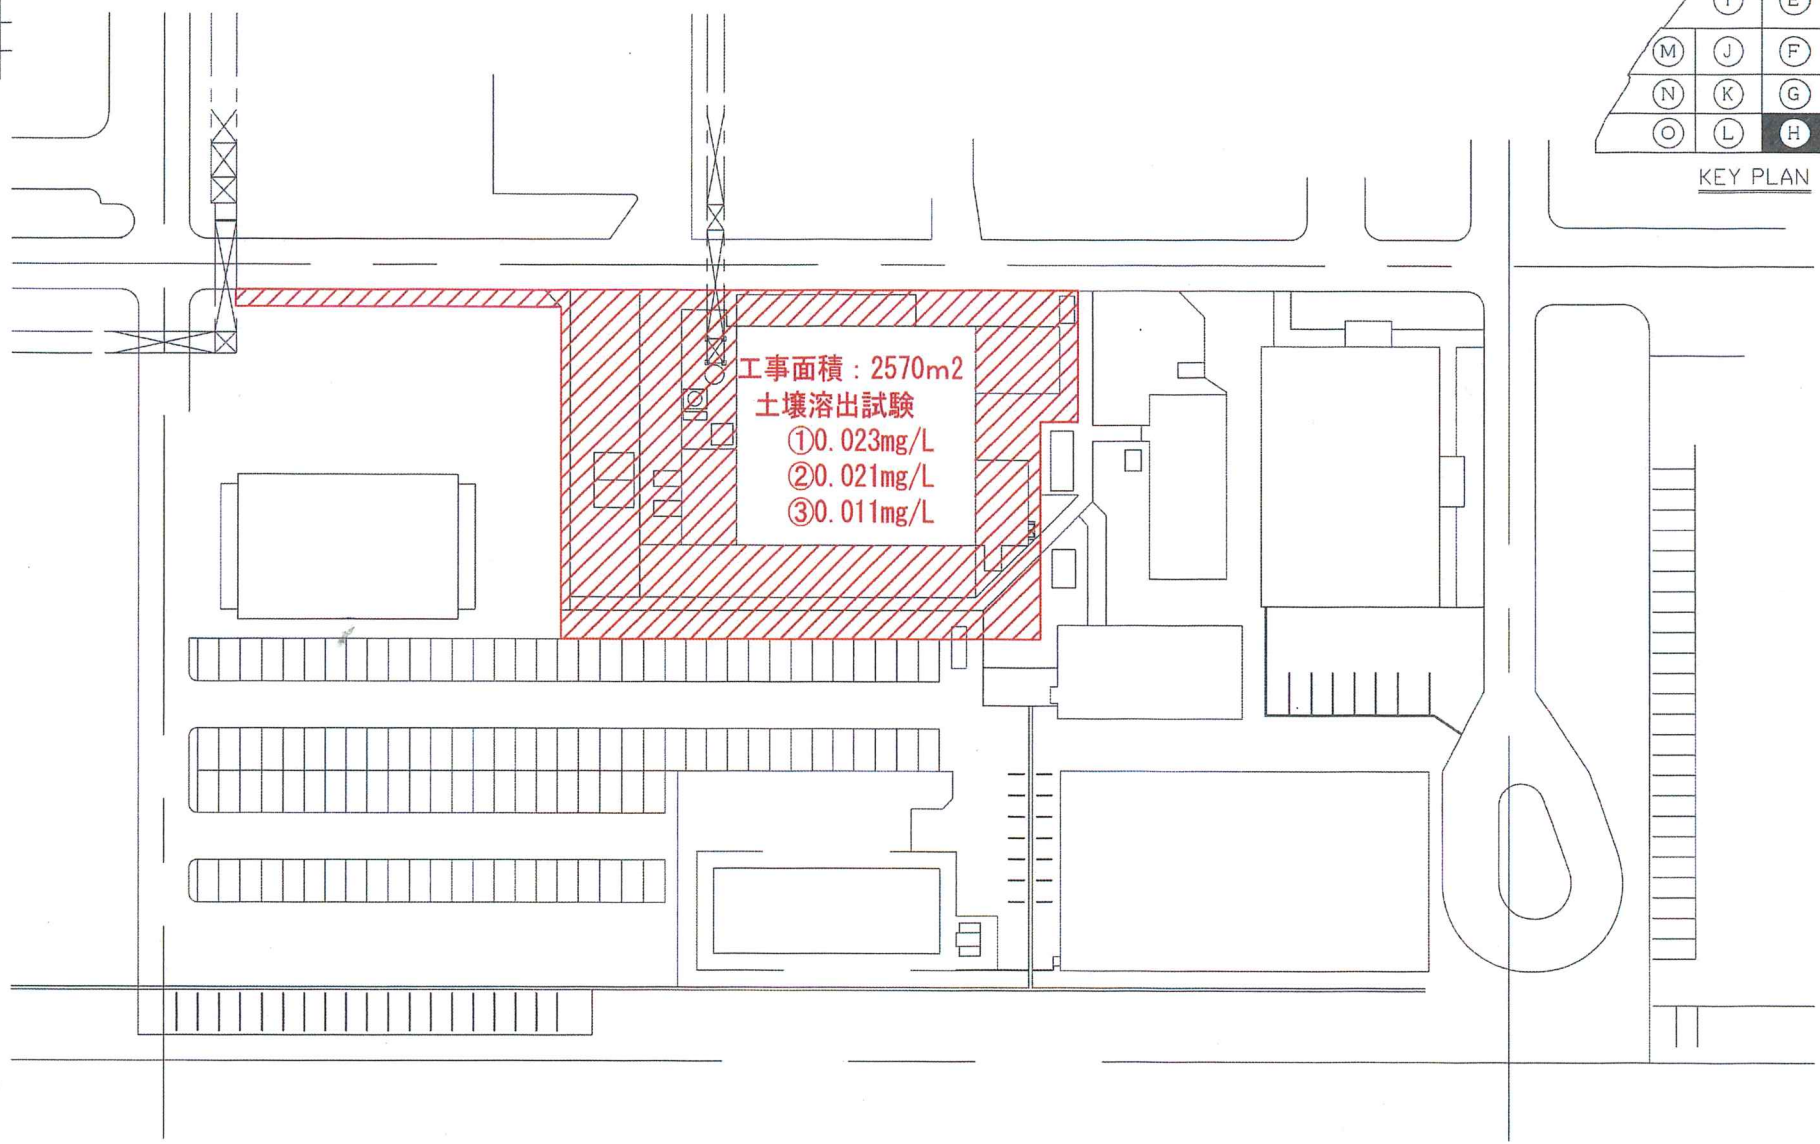 E
M J F
N K G
O L H
KEY PLAN
工事面積：2570m2
土壌溶出試験
①0.023mg/L
②0.021mg/L
③0.011mg/L